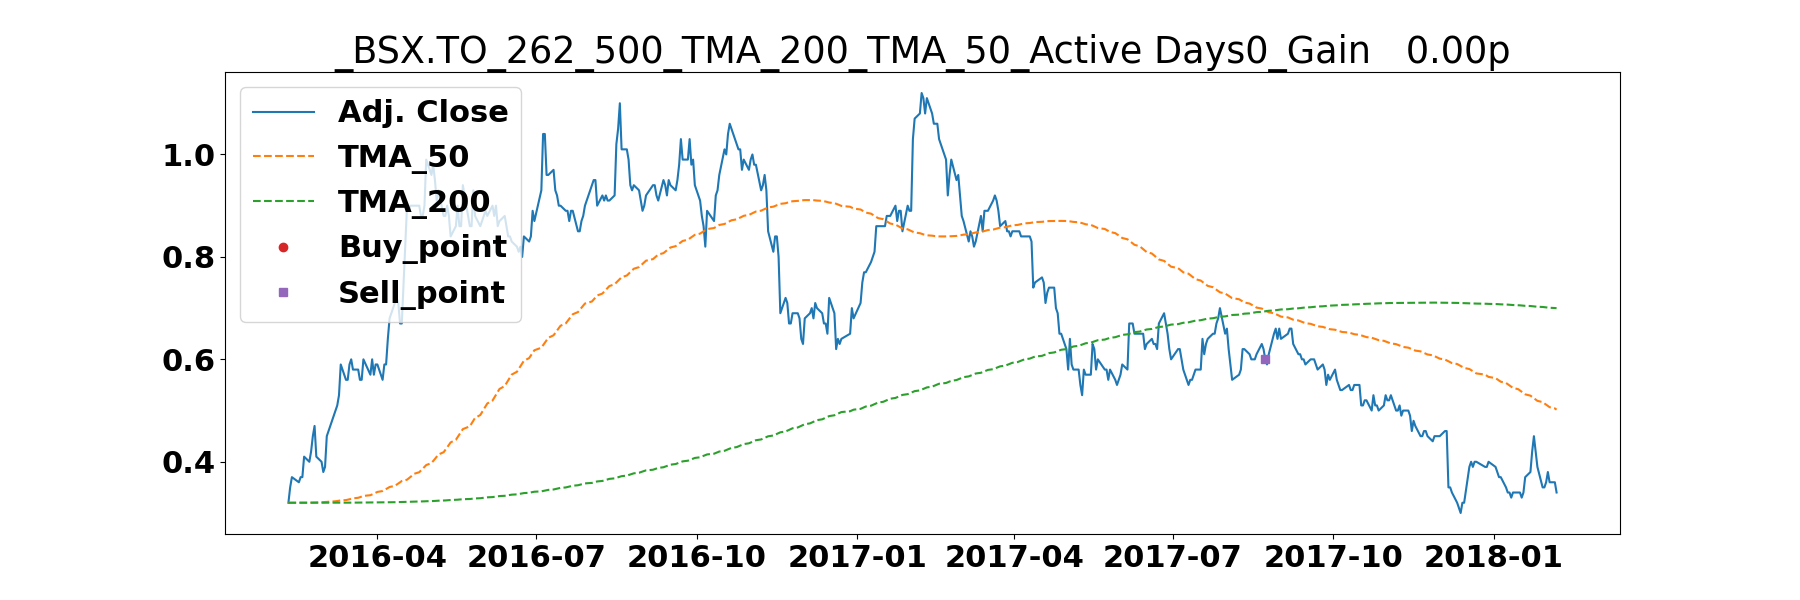 _BSX.TO_262_500_TMA_200_TMA_50_Active Days0_Gain   0.00p
Adj. Close
TMA_50
TMA_200
Buy_point
Sell_point
1.0
0.8
0.6
0.4
2016-04 2016-07 2016-10 2017-01 2017-04 2017-07 2017-10 2018-01